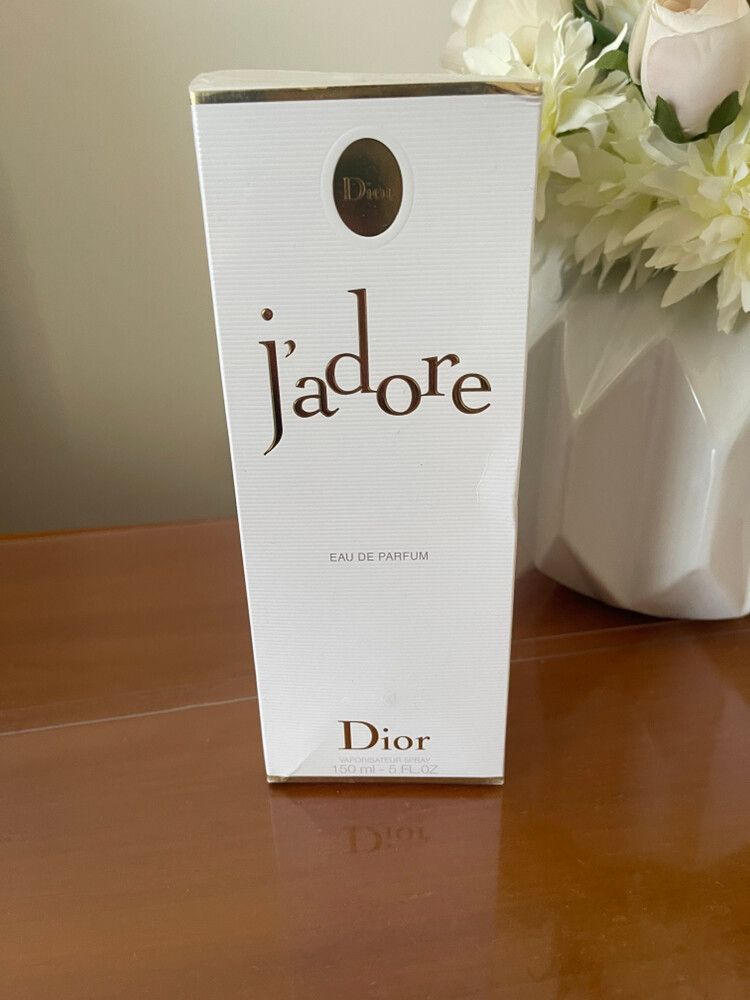 Dior
j'adore
EAU DE PARFUM
Dior
VAPORISATEUR SPRAY
150 ml - 5 FL.OZ